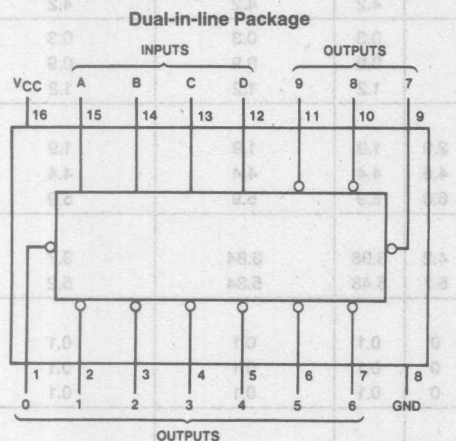 Dual-in-line Package
INPUTS OUTPUTS
VCC A B C D 9 8 7
16 15 14 13 12 11 10 9
1 2 3 4 5 6 7 8
0 1 2 3 4 5 6 GND
OUTPUTS